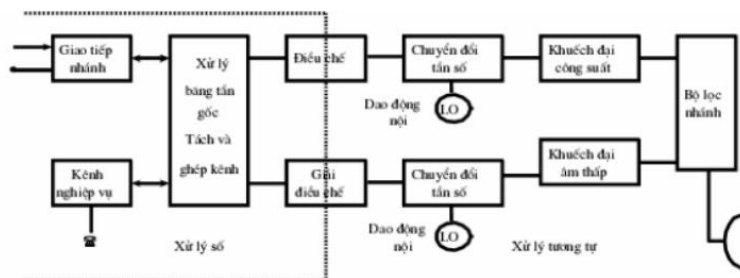 Giao tiếp
nhánh
Xử lý
băng tần
gốc
Tách và
ghép kênh
Điều chế
Chuyển đổi
tần số
Khuếch đại
công suất
Bộ lọc
nhánh
Dao động
nội
LO
Kênh
nghiệp vụ
Giải
điều chế
Chuyển đổi
tần số
Khuếch đại
âm thấp
Dao động
nội
LO
Xử lý số
Xử lý tương tự